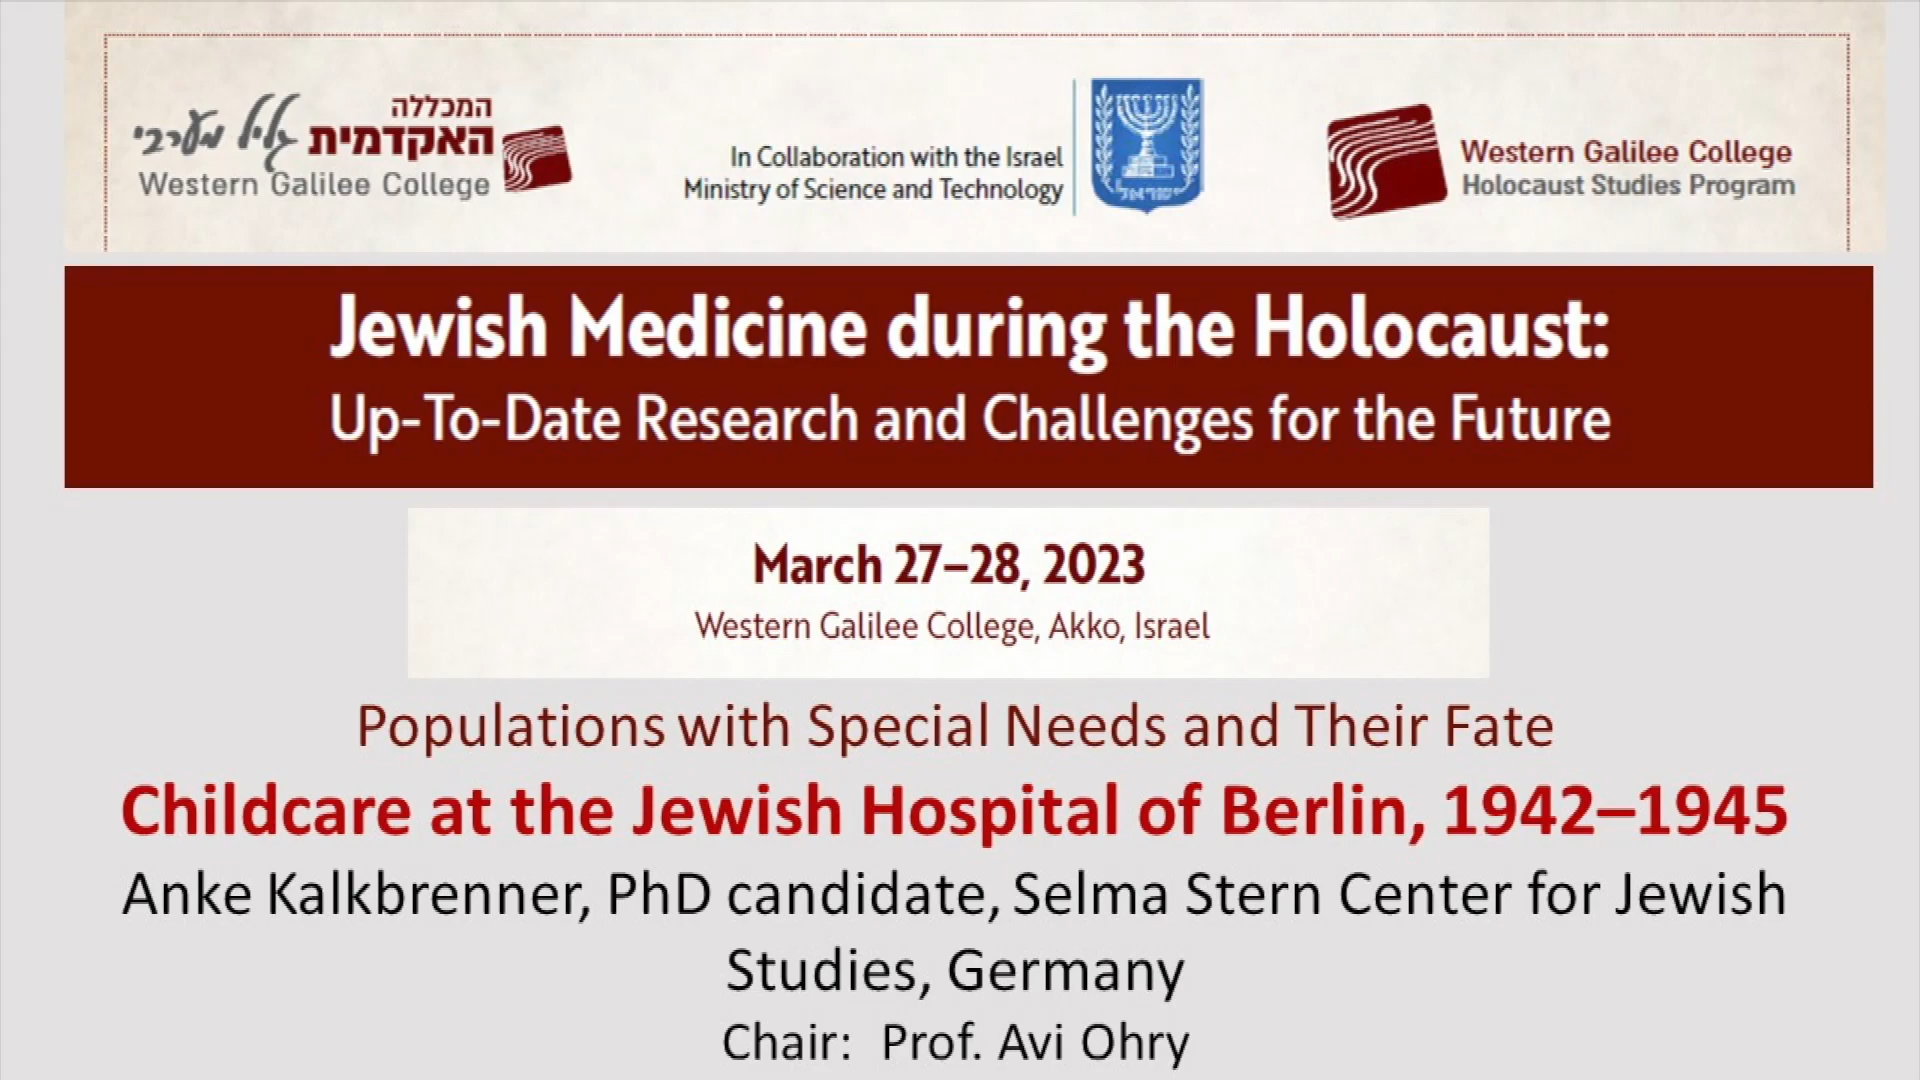 המכללה
האקדמית גליל מערבי
Western Galilee College
In Collaboration with the Israel
Ministry of Science and Technology
ישראל
Western Galilee College
Holocaust Studies Program
Jewish Medicine during the Holocaust:
Up-To-Date Research and Challenges for the Future
March 27–28, 2023
Western Galilee College, Akko, Israel
Populations with Special Needs and Their Fate
Childcare at the Jewish Hospital of Berlin, 1942–1945
Anke Kalkbrenner, PhD candidate, Selma Stern Center for Jewish
Studies, Germany
Chair: Prof. Avi Ohry